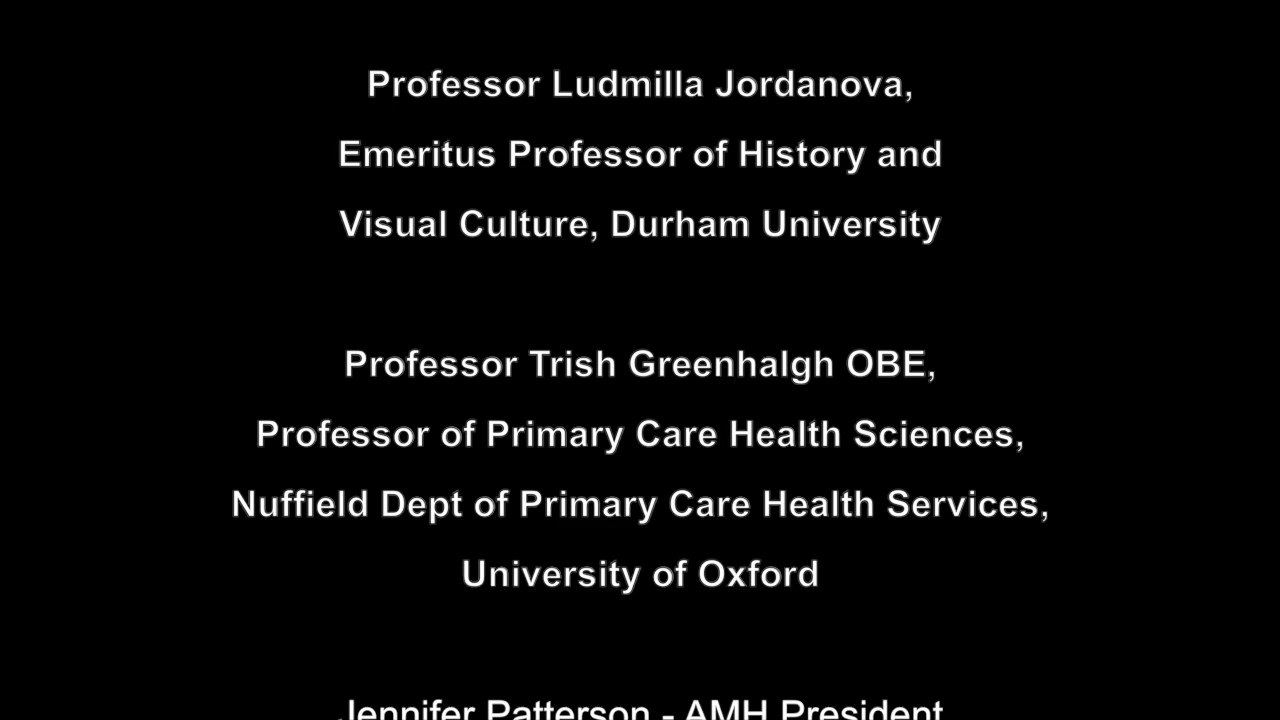 Professor Ludmilla Jordanova,
Emeritus Professor of History and
Visual Culture, Durham University
Professor Trish Greenhalgh OBE,
Professor of Primary Care Health Sciences,
Nuffield Dept of Primary Care Health Services,
University of Oxford
Jennifer Patterson - AMH President